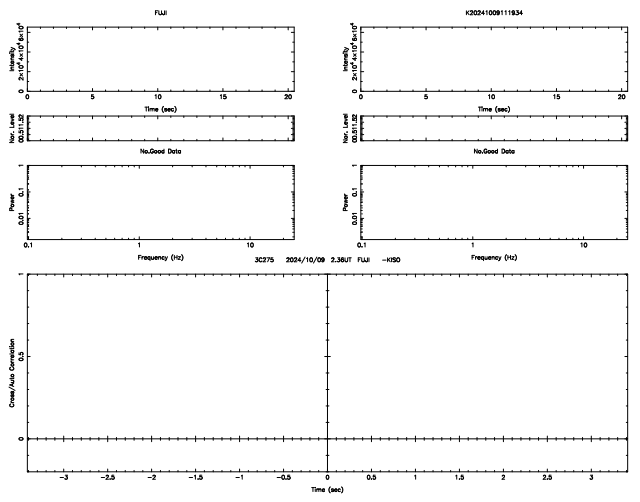 FUJI
K20241009111934
Intensity
0 2×10⁴ 4×10⁴ 6×10⁴
0 5 10 15 20
Time (sec)
Intensity
0 2×10⁴ 4×10⁴ 6×10⁴
0 5 10 15 20
Time (sec)
Nor. Level
0 0.5 1 1.5 2
Nor. Level
0 0.5 1 1.5 2
No.Good Data
No.Good Data
Power
1
0.1
0.01
0.1 1 10
Frequency (Hz)
Power
1
0.1
0.01
0.1 1 10
Frequency (Hz)
3C275 2024/10/09 2.36UT FUJI -KISO
Cross/Auto Correlation
1
0.5
0
-3 -2.5 -2 -1.5 -1 -0.5 0 0.5 1 1.5 2 2.5 3
Time (sec)